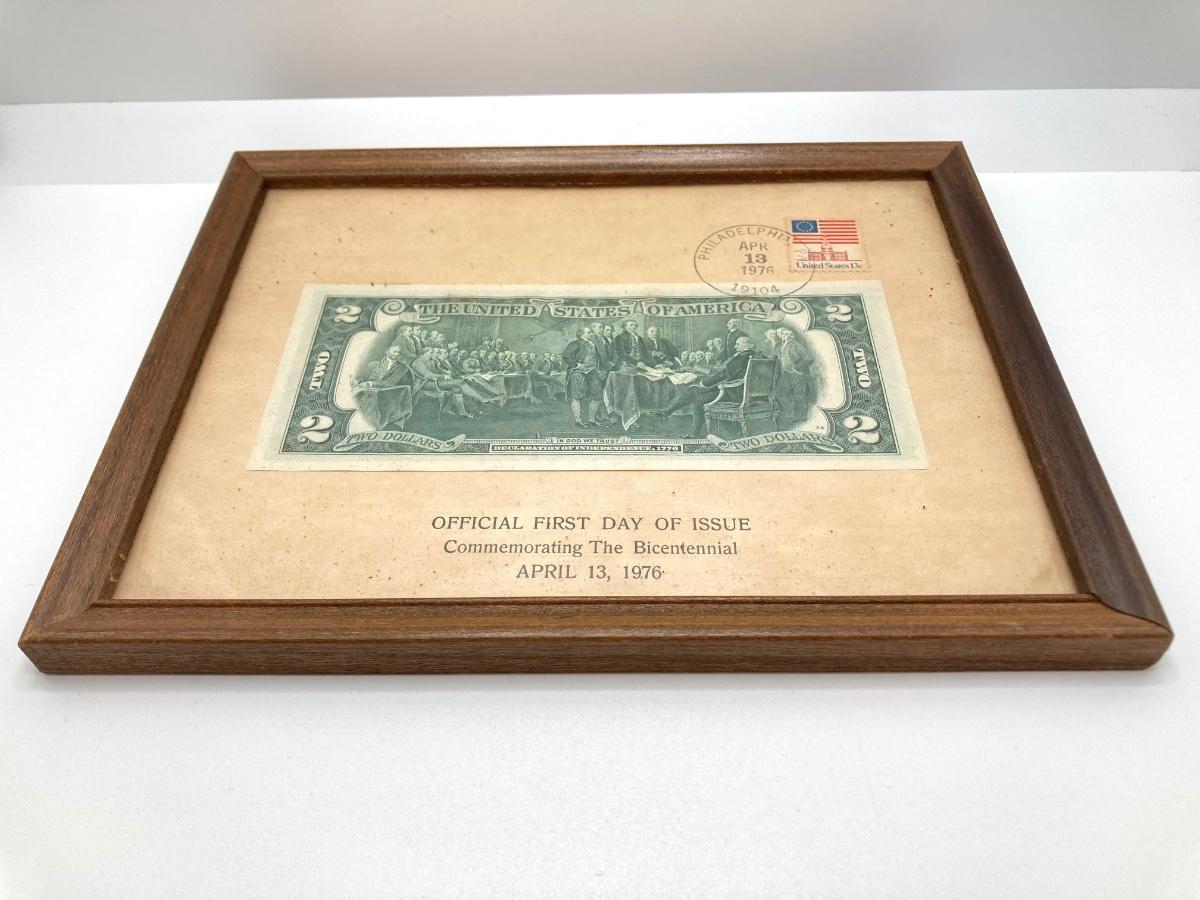 PHILADELPHIA
APR
13
1976
19104
United States 13c
THE UNITED STATES OF AMERICA
2 2
TWO TWO
2 2
TWO DOLLARS IN GOD WE TRUST TWO DOLLARS
DECLARATION OF INDEPENDENCE, 1776
OFFICIAL FIRST DAY OF ISSUE
Commemorating The Bicentennial
APRIL 13, 1976